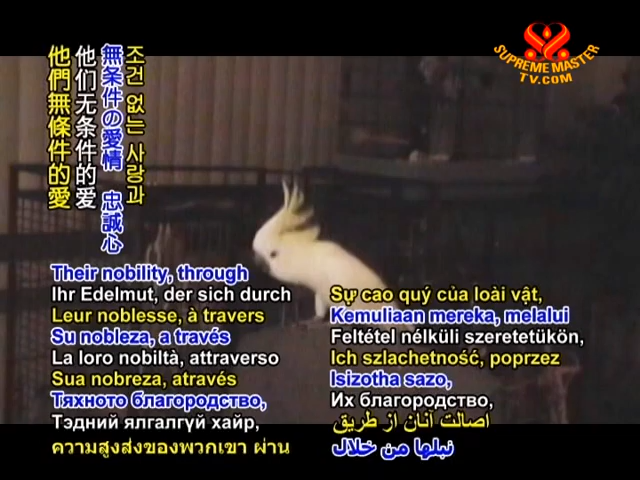 SUPREME MASTER
TV.COM
조건 없는 사랑과
無条件の愛情 忠誠心
他们无条件的爱
他們無條件的愛
Their nobility, through
Ihr Edelmut, der sich durch
Leur noblesse, à travers
Su nobleza, a través
La loro nobiltà, attraverso
Sua nobreza, através
Тяхното благородство,
Тэдний ялгалгүй хайр,
ความสูงส่งของพวกเขา ผ่าน
Sự cao quý của loài vật,
Kemuliaan mereka, melalui
Feltétel nélküli szeretetükön,
Ich szlachetność, poprzez
Isizotha sazo,
Их благородство,
اصالت آنان از طریق
نبلها من خلال